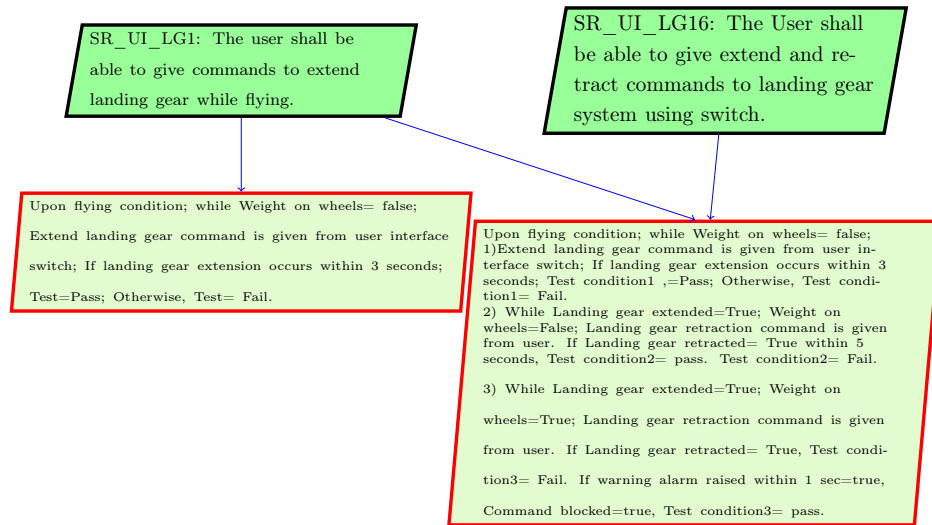 SR_UI_LG1: The user shall be
able to give commands to extend
landing gear while flying.
SR_UI_LG16: The User shall
be able to give extend and re-
tract commands to landing gear
system using switch.
Upon flying condition; while Weight on wheels= false;
Extend landing gear command is given from user interface
switch; If landing gear extension occurs within 3 seconds;
Test=Pass; Otherwise, Test= Fail.
Upon flying condition; while Weight on wheels= false;
1)Extend landing gear command is given from user in-
terface switch; If landing gear extension occurs within 3
seconds; Test condition1 ,=Pass; Otherwise, Test condi-
tion1= Fail.
2) While Landing gear extended=True; Weight on
wheels=False; Landing gear retraction command is given
from user. If Landing gear retracted= True within 5
seconds, Test condition2= pass. Test condition2= Fail.
3) While Landing gear extended=True; Weight on
wheels=True; Landing gear retraction command is given
from user. If Landing gear retracted= True, Test condi-
tion3= Fail. If warning alarm raised within 1 sec=true,
Command blocked=true, Test condition3= pass.